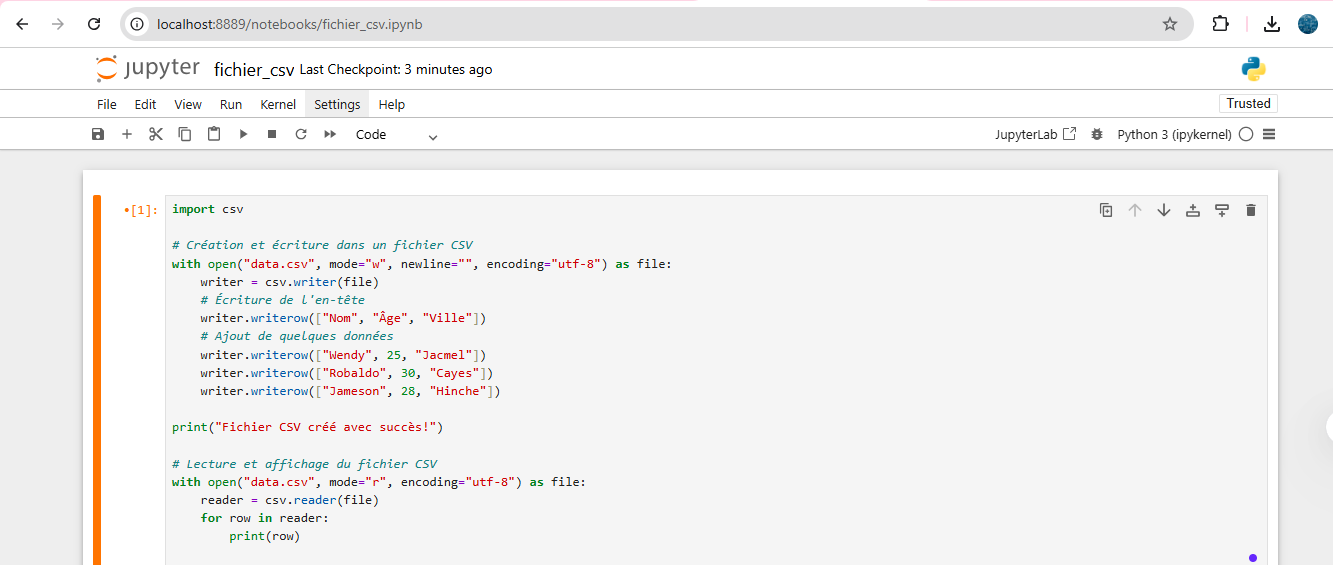 localhost:8889/notebooks/fichier_csv.ipynb
jupyter fichier_csv Last Checkpoint: 3 minutes ago
File Edit View Run Kernel Settings Help
Trusted
Code
JupyterLab
Python 3 (ipykernel)
•[1]:
import csv
# Création et écriture dans un fichier CSV
with open("data.csv", mode="w", newline="", encoding="utf-8") as file:
    writer = csv.writer(file)
    # Écriture de l'en-tête
    writer.writerow(["Nom", "Âge", "Ville"])
    # Ajout de quelques données
    writer.writerow(["Wendy", 25, "Jacmel"])
    writer.writerow(["Robaldo", 30, "Cayes"])
    writer.writerow(["Jameson", 28, "Hinche"])
print("Fichier CSV créé avec succès!")
# Lecture et affichage du fichier CSV
with open("data.csv", mode="r", encoding="utf-8") as file:
    reader = csv.reader(file)
    for row in reader:
        print(row)